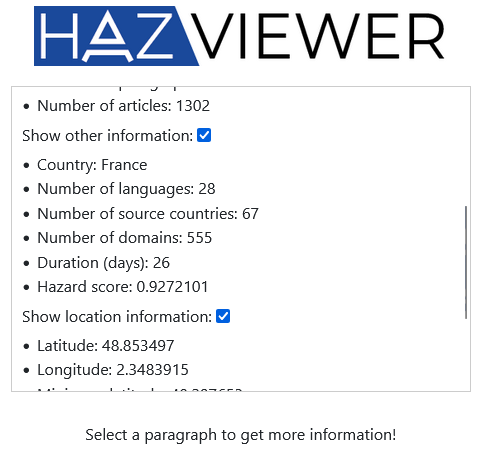 HAZVIEWER
• Number of articles: 1302
Show other information:
• Country: France
• Number of languages: 28
• Number of source countries: 67
• Number of domains: 555
• Duration (days): 26
• Hazard score: 0.9272101
Show location information:
• Latitude: 48.853497
• Longitude: 2.3483915
Select a paragraph to get more information!